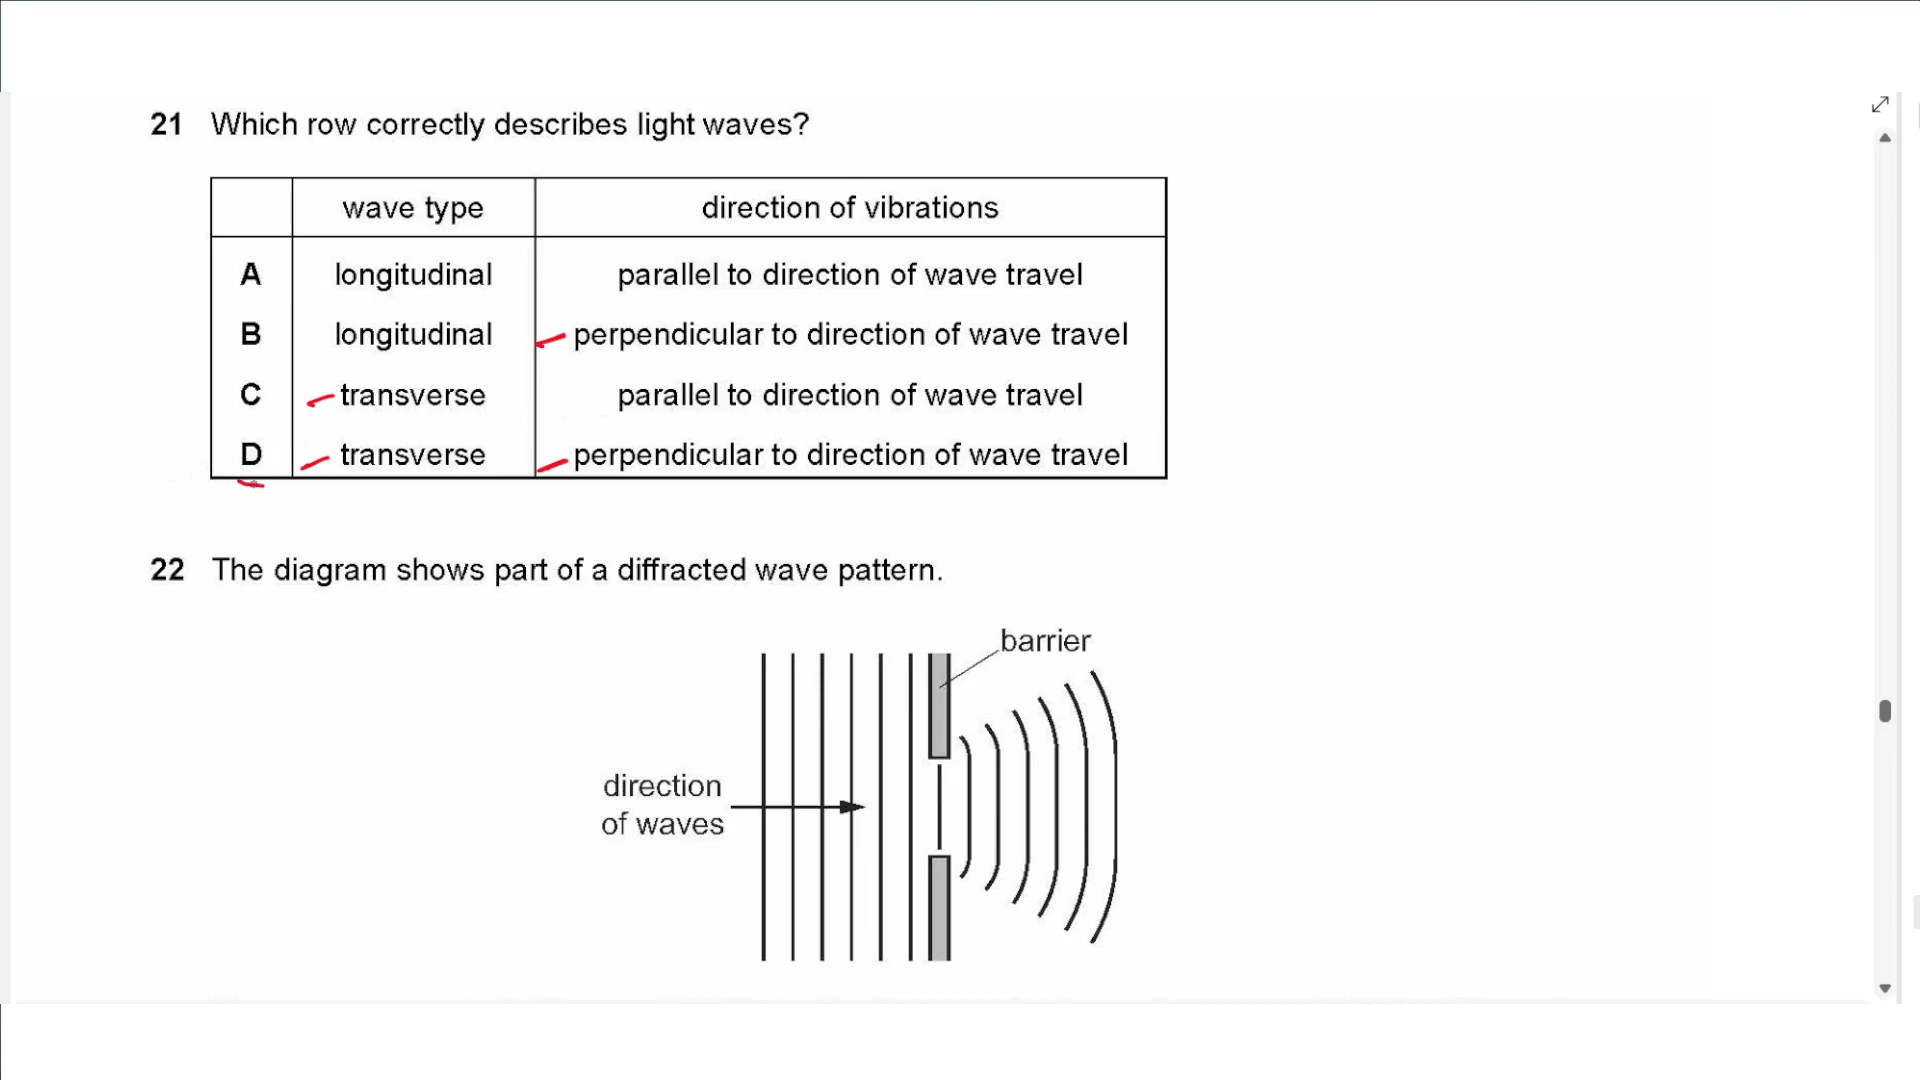 21 Which row correctly describes light waves?
wave type direction of vibrations
A longitudinal parallel to direction of wave travel
B longitudinal perpendicular to direction of wave travel
C transverse parallel to direction of wave travel
D transverse perpendicular to direction of wave travel
22 The diagram shows part of a diffracted wave pattern.
barrier
direction
of waves